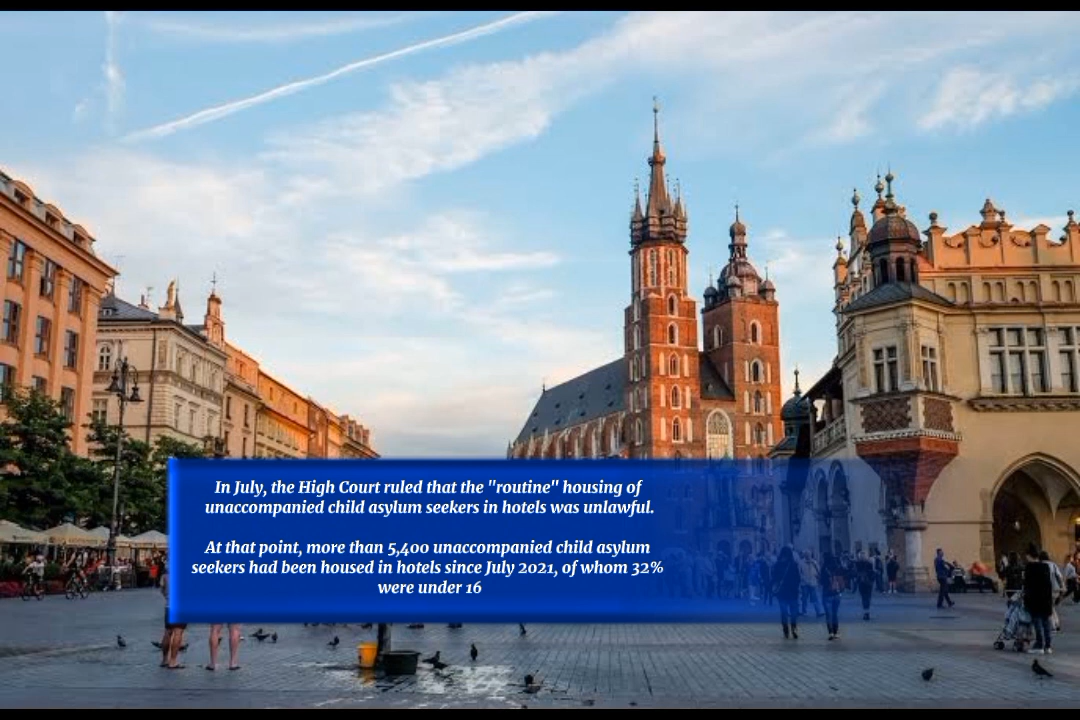 In July, the High Court ruled that the "routine" housing of
unaccompanied child asylum seekers in hotels was unlawful.
At that point, more than 5,400 unaccompanied child asylum
seekers had been housed in hotels since July 2021, of whom 32%
were under 16